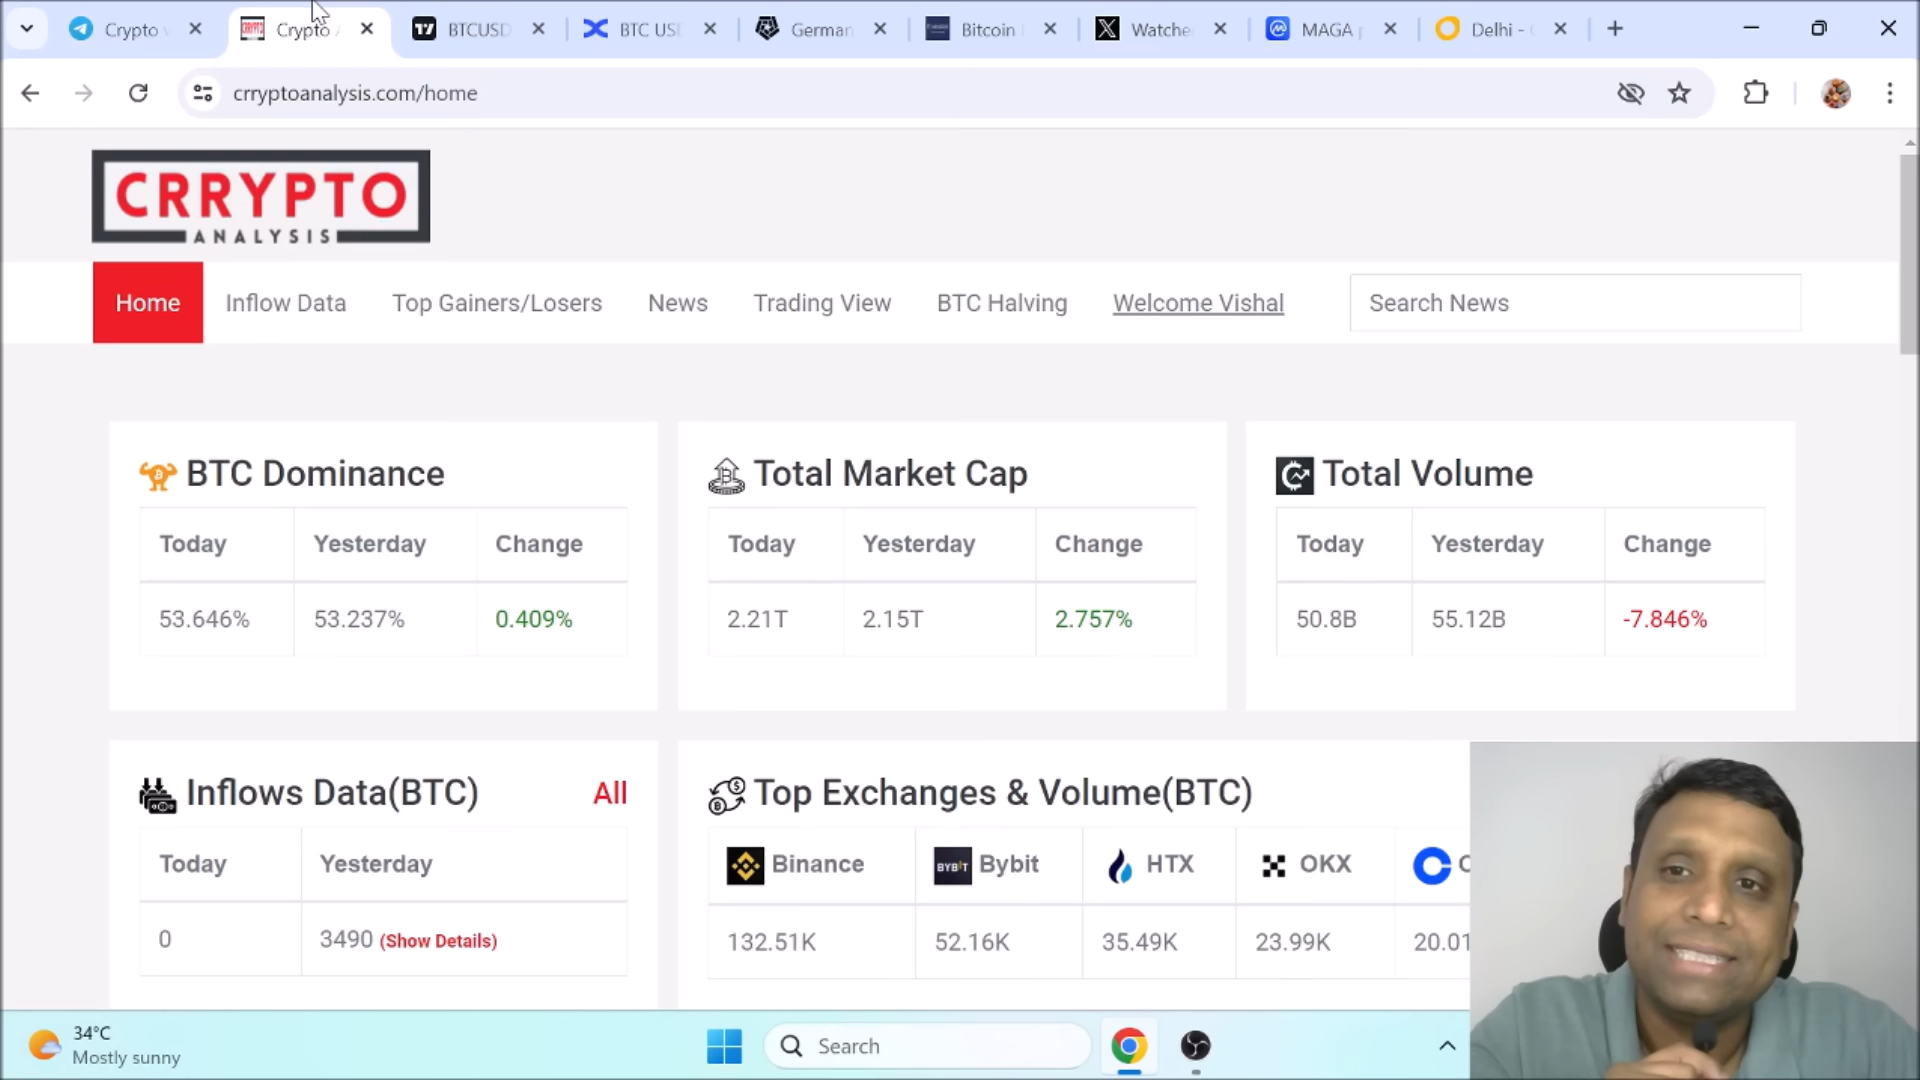 Crypto
Crypto
BTCUSD
BTC US
German
Bitcoin
Watche
MAGA
Delhi -
crryptoanalysis.com/home
CRRYPTO
ANALYSIS
Home
Inflow Data
Top Gainers/Losers
News
Trading View
BTC Halving
Welcome Vishal
Search News
BTC Dominance
Today Yesterday Change
53.646% 53.237% 0.409%
Total Market Cap
Today Yesterday Change
2.21T 2.15T 2.757%
Total Volume
Today Yesterday Change
50.8B 55.12B -7.846%
Inflows Data(BTC) All
Today Yesterday
0 3490 (Show Details)
Top Exchanges & Volume(BTC)
Binance BYBIT Bybit HTX OKX
132.51K 52.16K 35.49K 23.99K 20.01
34°C
Mostly sunny
Search